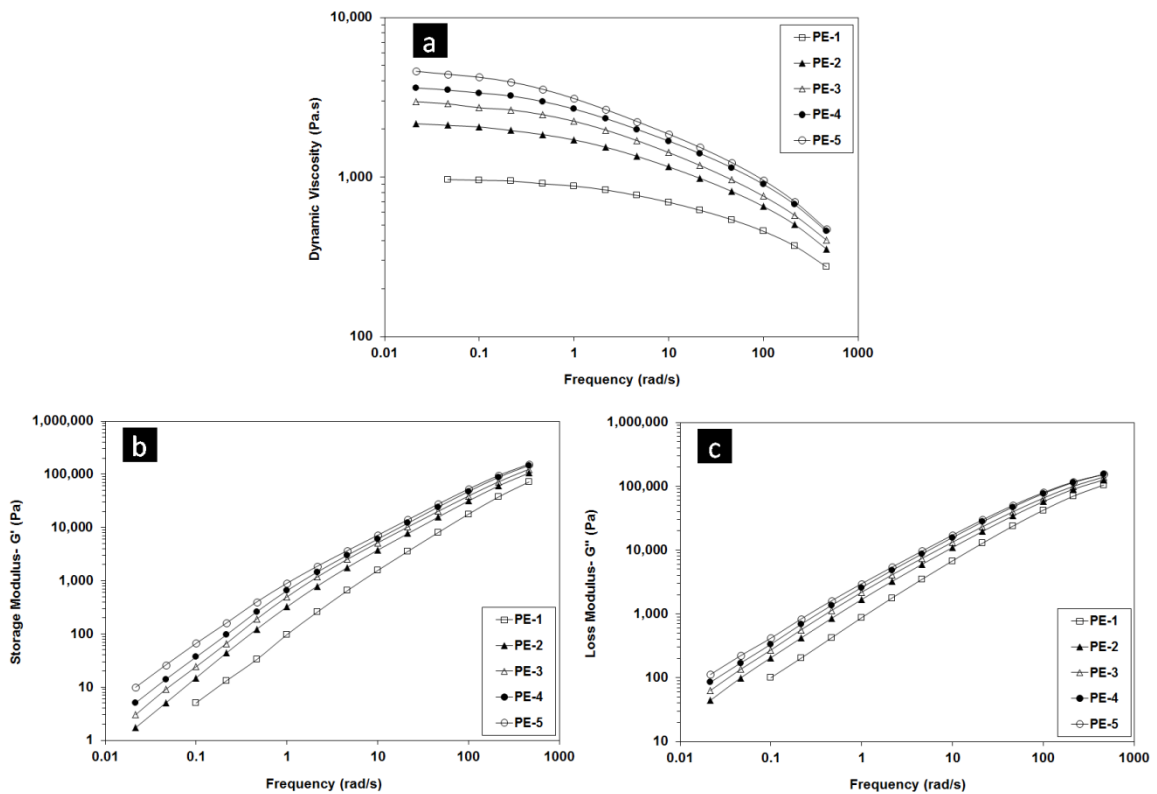 a
10,000
1,000
100
Dynamic Viscosity (Pa.s)
0.01 0.1 1 10 100 1000
Frequency (rad/s)
PE-1
PE-2
PE-3
PE-4
PE-5
b
1,000,000
100,000
10,000
1,000
100
10
1
Storage Modulus- G' (Pa)
0.01 0.1 1 10 100 1000
Frequency (rad/s)
PE-1
PE-2
PE-3
PE-4
PE-5
c
1,000,000
100,000
10,000
1,000
100
10
Loss Modulus- G" (Pa)
0.01 0.1 1 10 100 1000
Frequency (rad/s)
PE-1
PE-2
PE-3
PE-4
PE-5